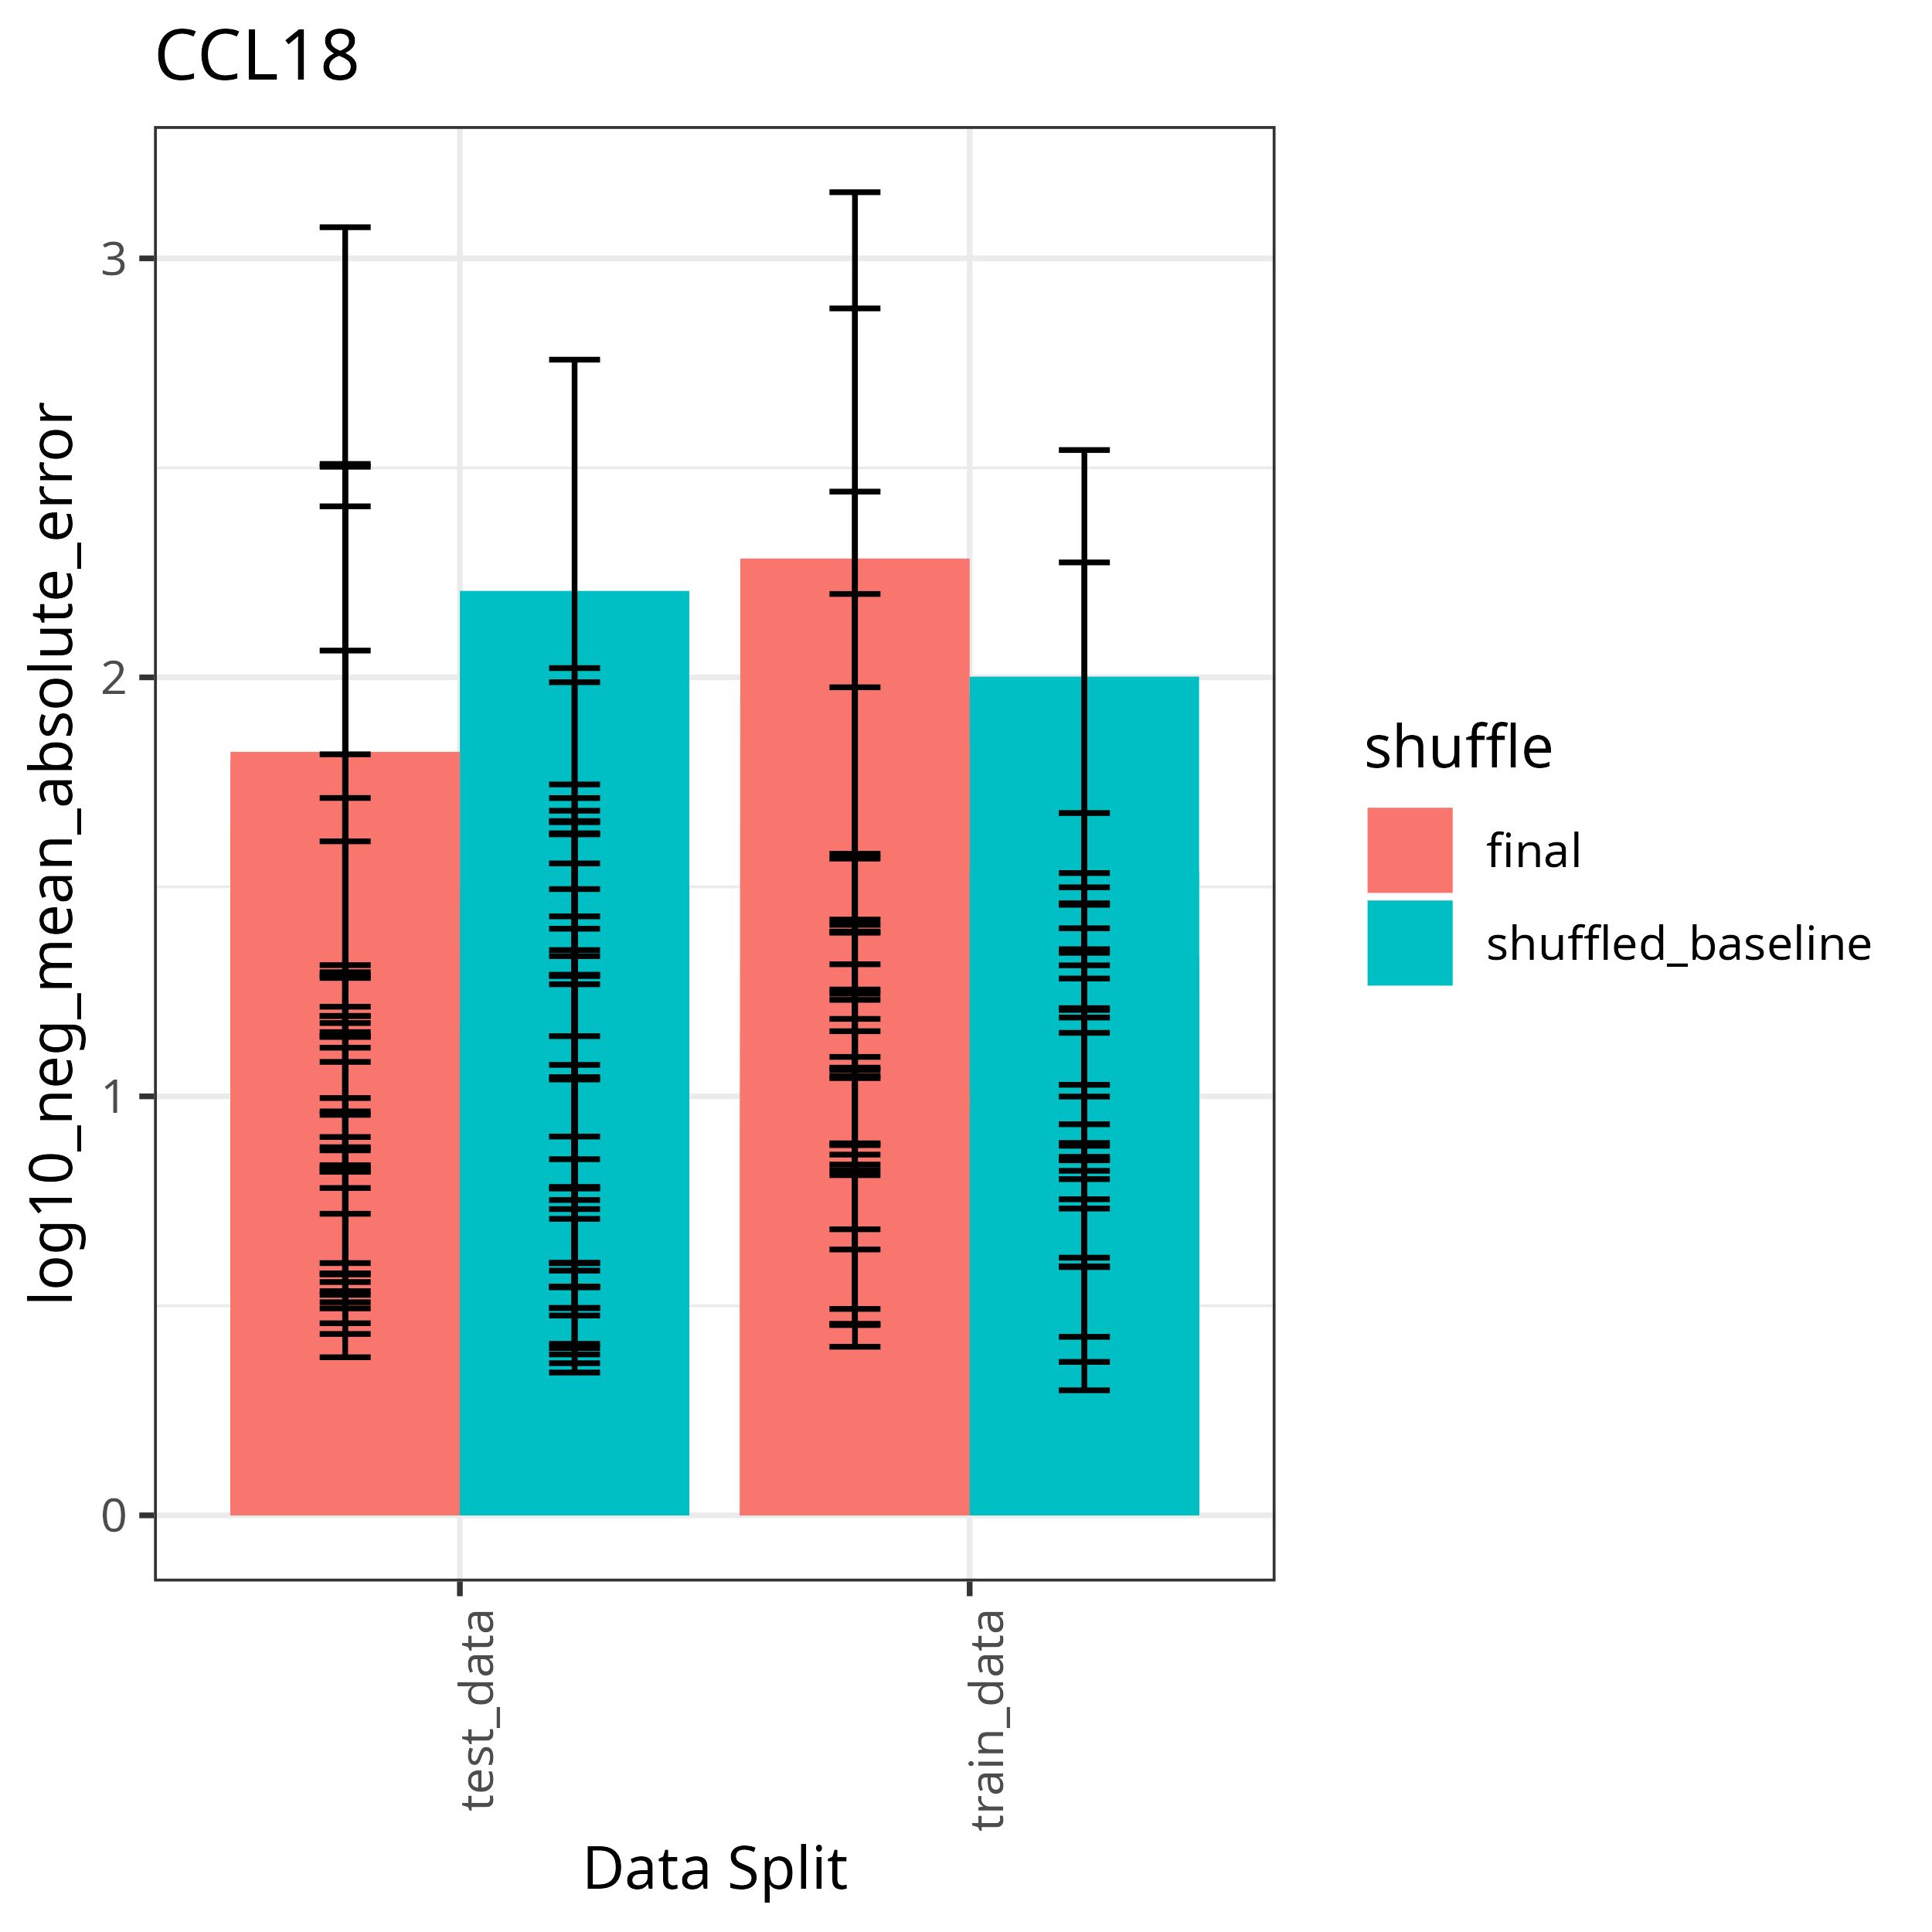 CCL18
log10_neg_mean_absolute_error
3
2
1
0
test_data
train_data
Data Split
shuffle
final
shuffled_baseline